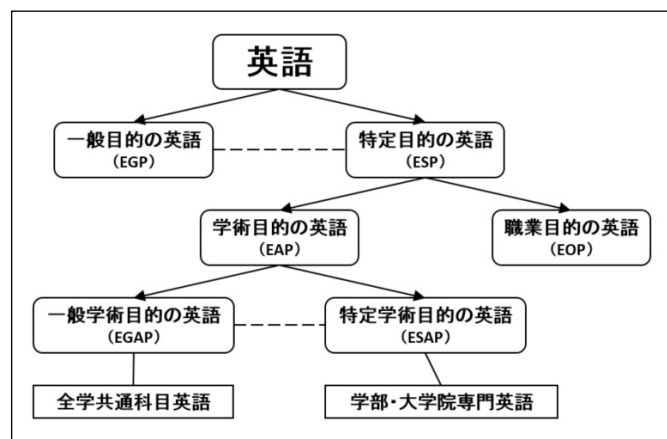 英語
一般目的の英語
（EGP）
特定目的の英語
（ESP）
学術目的の英語
（EAP）
職業目的の英語
（EOP）
一般学術目的の英語
（EGAP）
特定学術目的の英語
（ESAP）
全学共通科目英語
学部・大学院専門英語